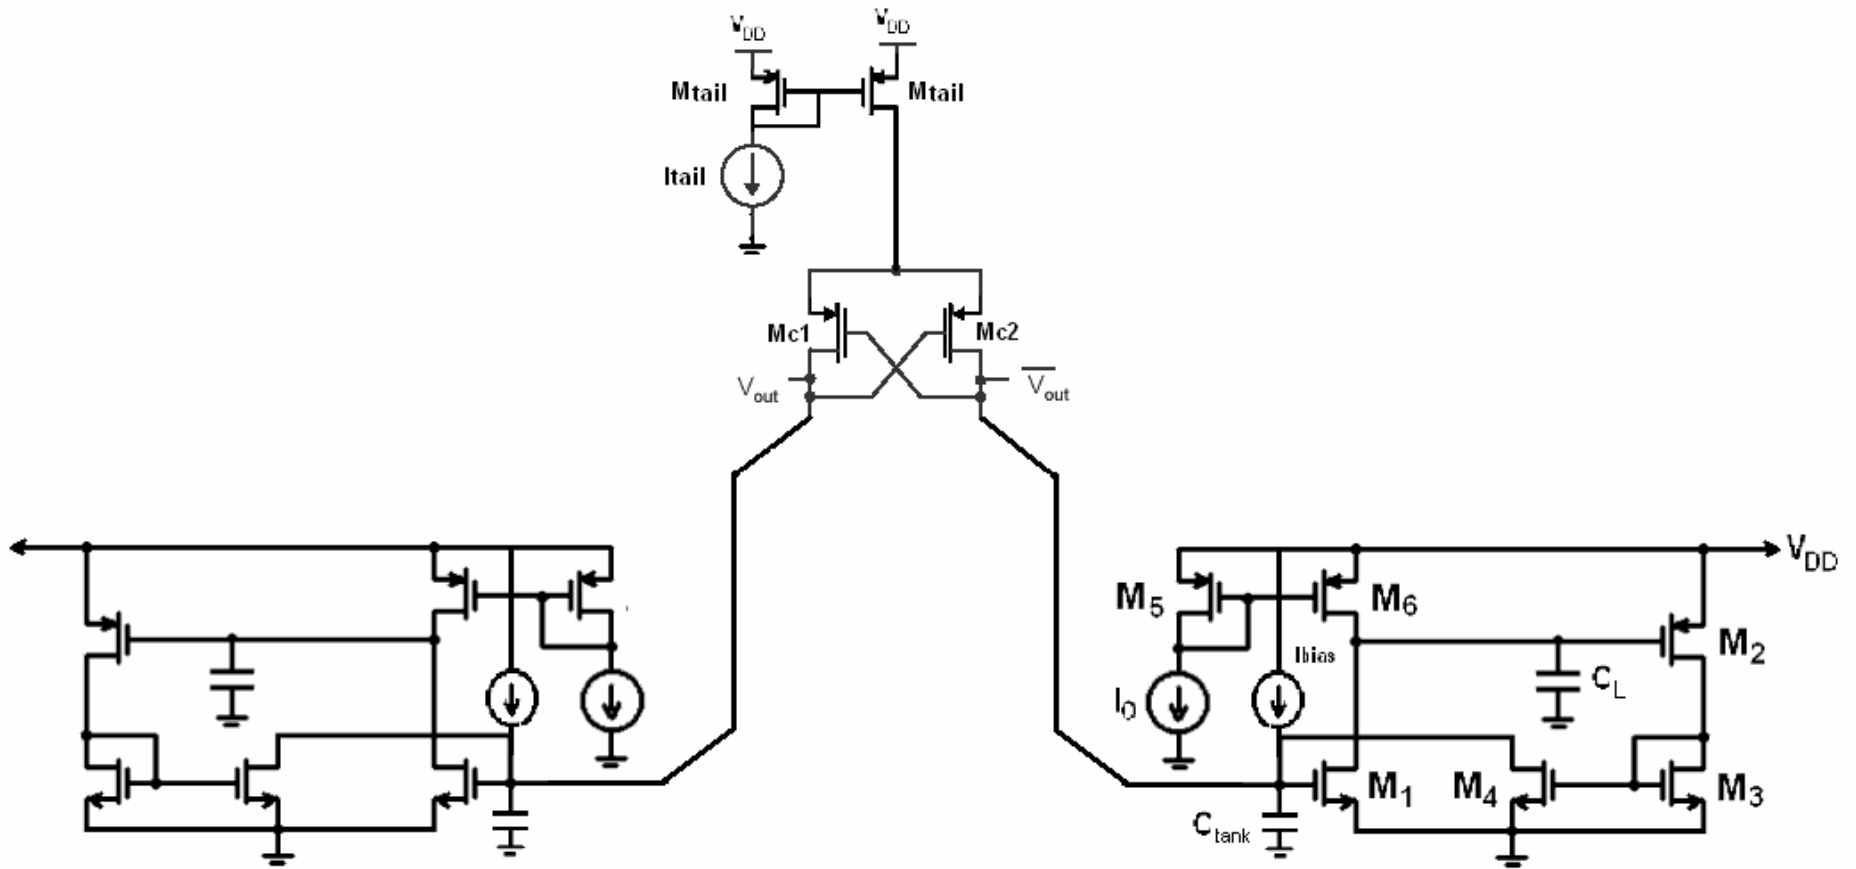 VDD
VDD
Mtail
Mtail
Itail
Mc1
Mc2
Vout
Vout
VDD
M5
M6
Ibias
M2
CL
IO
M1
M4
M3
Ctank